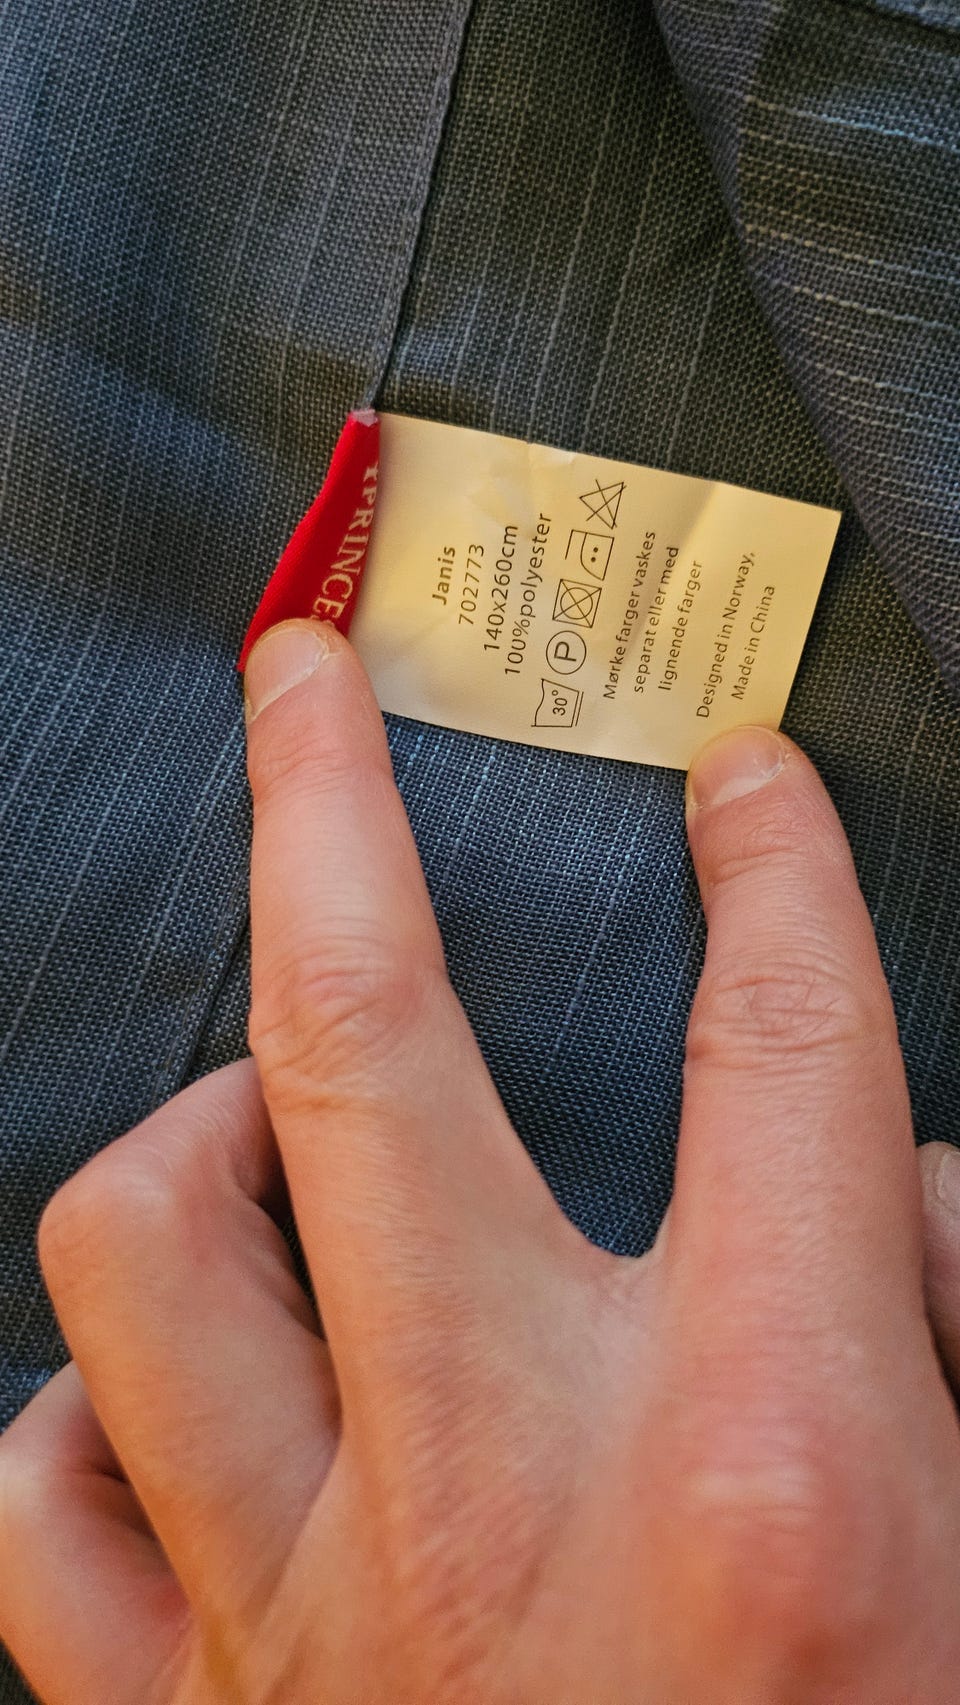 PRINCE
Janis
702773
140x260cm
100%polyester
30° P
Mørke farger vaskes
separat eller med
lignende farger
Designed in Norway,
Made in China